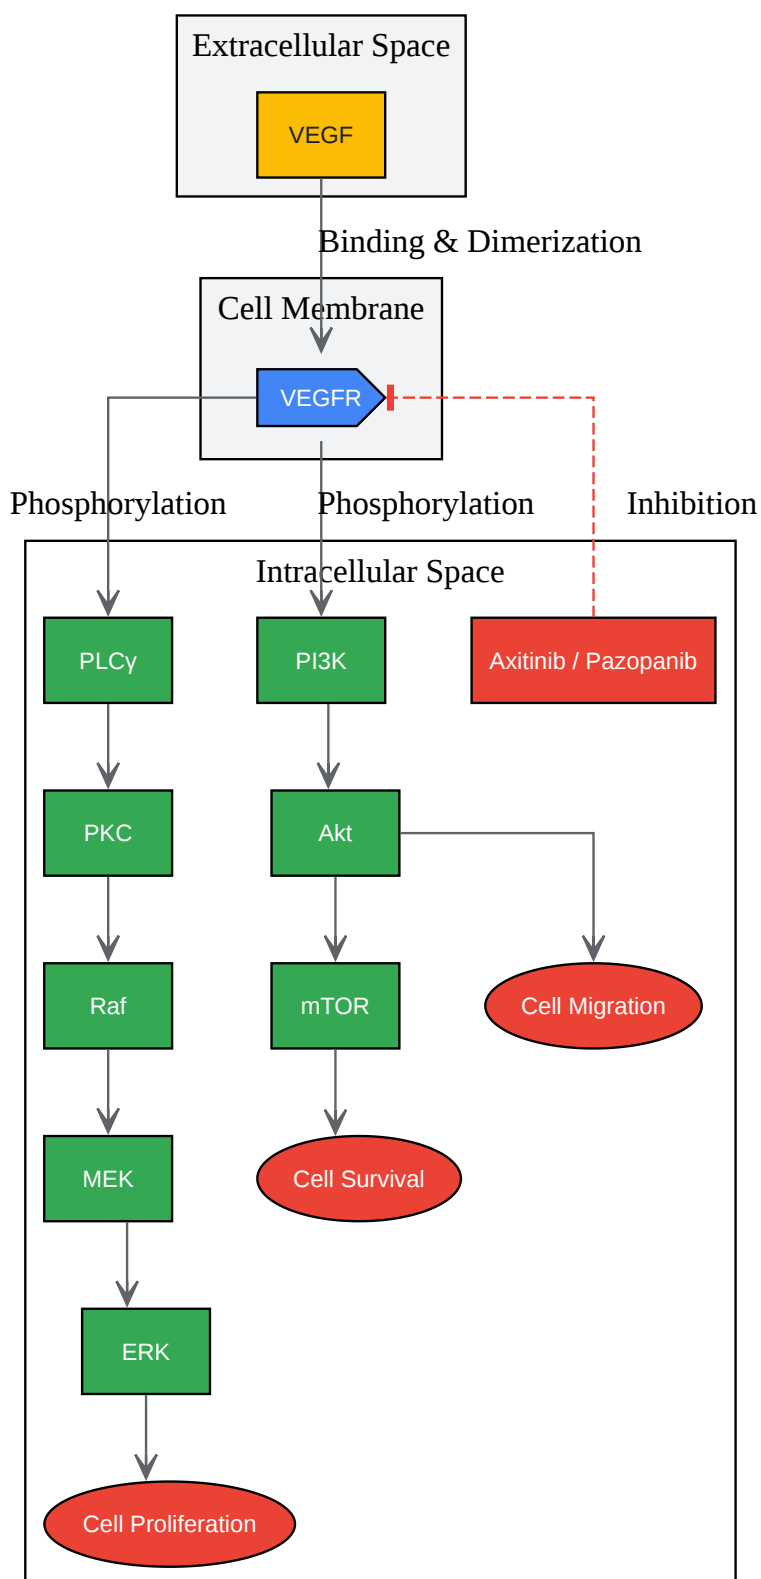 Extracellular Space
VEGF
Binding & Dimerization
Cell Membrane
VEGFR
Phosphorylation
Phosphorylation
Inhibition
Intracellular Space
PLCγ
PI3K
Axitinib / Pazopanib
PKC
Akt
Raf
mTOR
Cell Migration
MEK
Cell Survival
ERK
Cell Proliferation